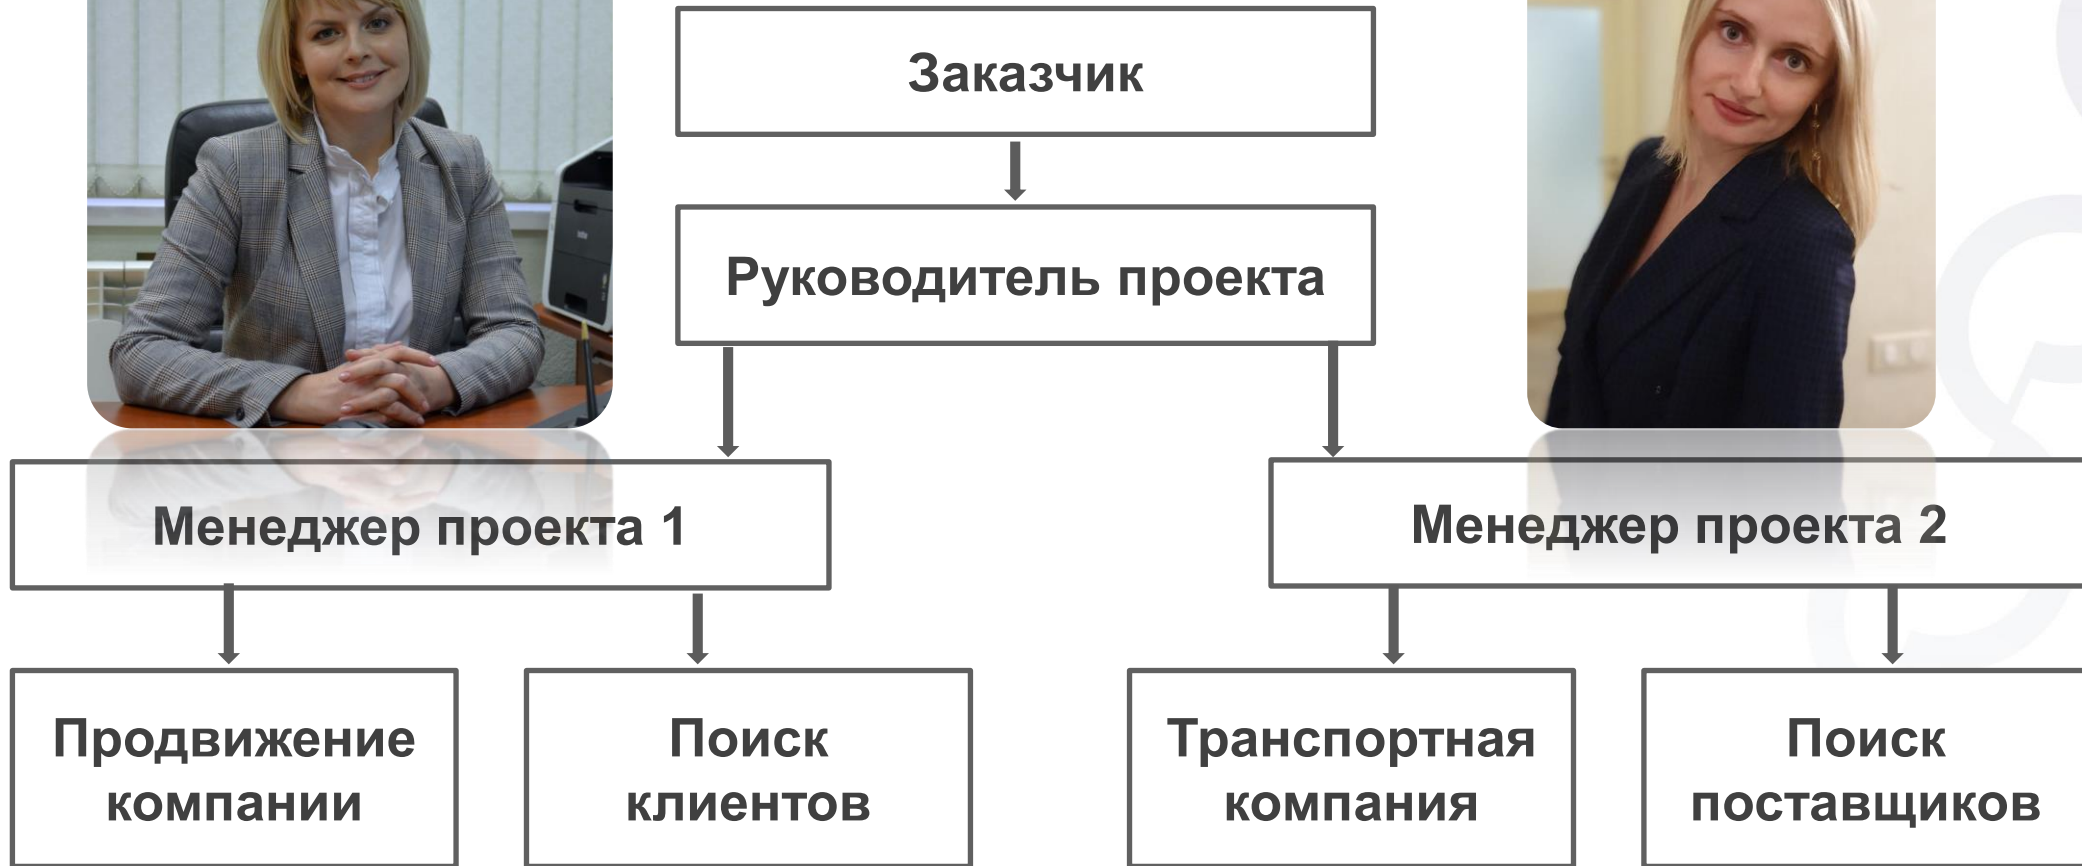 Заказчик
Руководитель проекта
Менеджер проекта 1
Менеджер проекта 2
Продвижение
компании
Поиск
клиентов
Транспортная
компания
Поиск
поставщиков